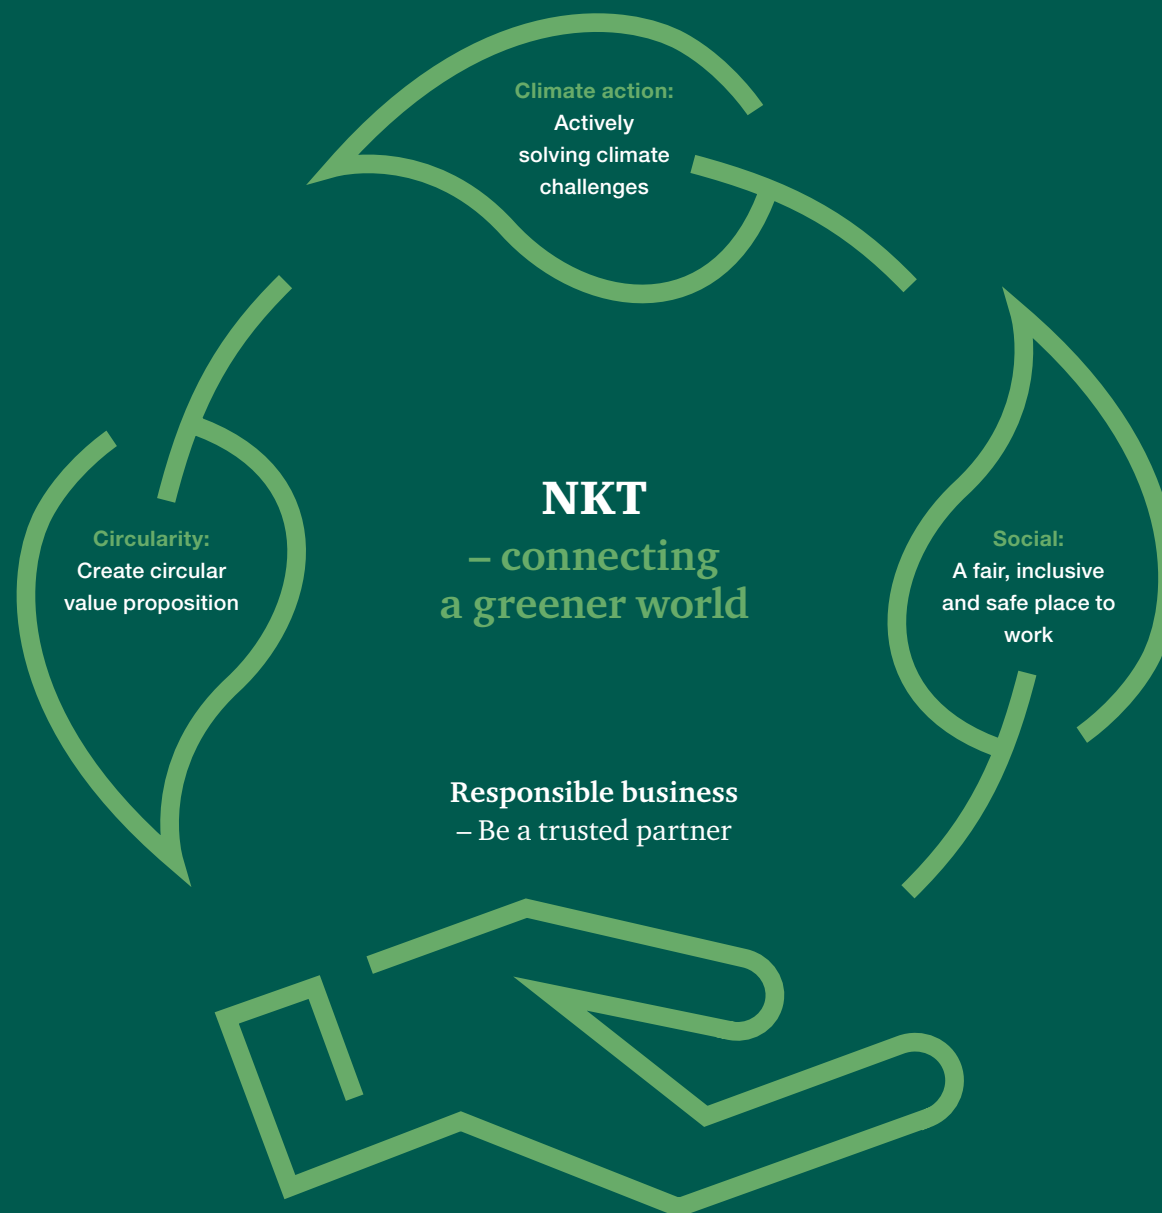 Climate action:
Actively
solving climate
challenges
NKT
– connecting
a greener world
Circularity:
Create circular
value proposition
Social:
A fair, inclusive
and safe place to
work
Responsible business
– Be a trusted partner